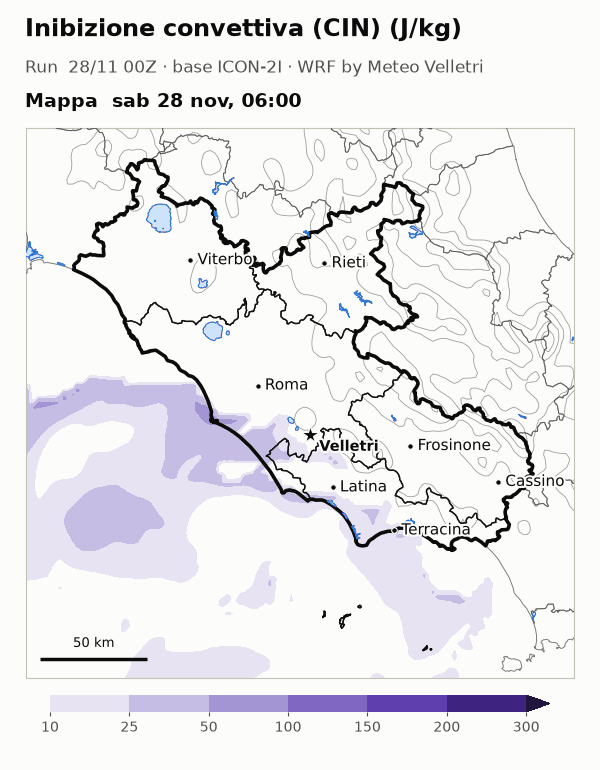 Inibizione convettiva (CIN) (J/kg)
Run  28/11 00Z · base ICON-2I · WRF by Meteo Velletri
Mappa  sab 28 nov, 06:00
Viterbo
Rieti
Roma
Velletri
Frosinone
Latina
Cassino
Terracina
50 km
10 25 50 100 150 200 300